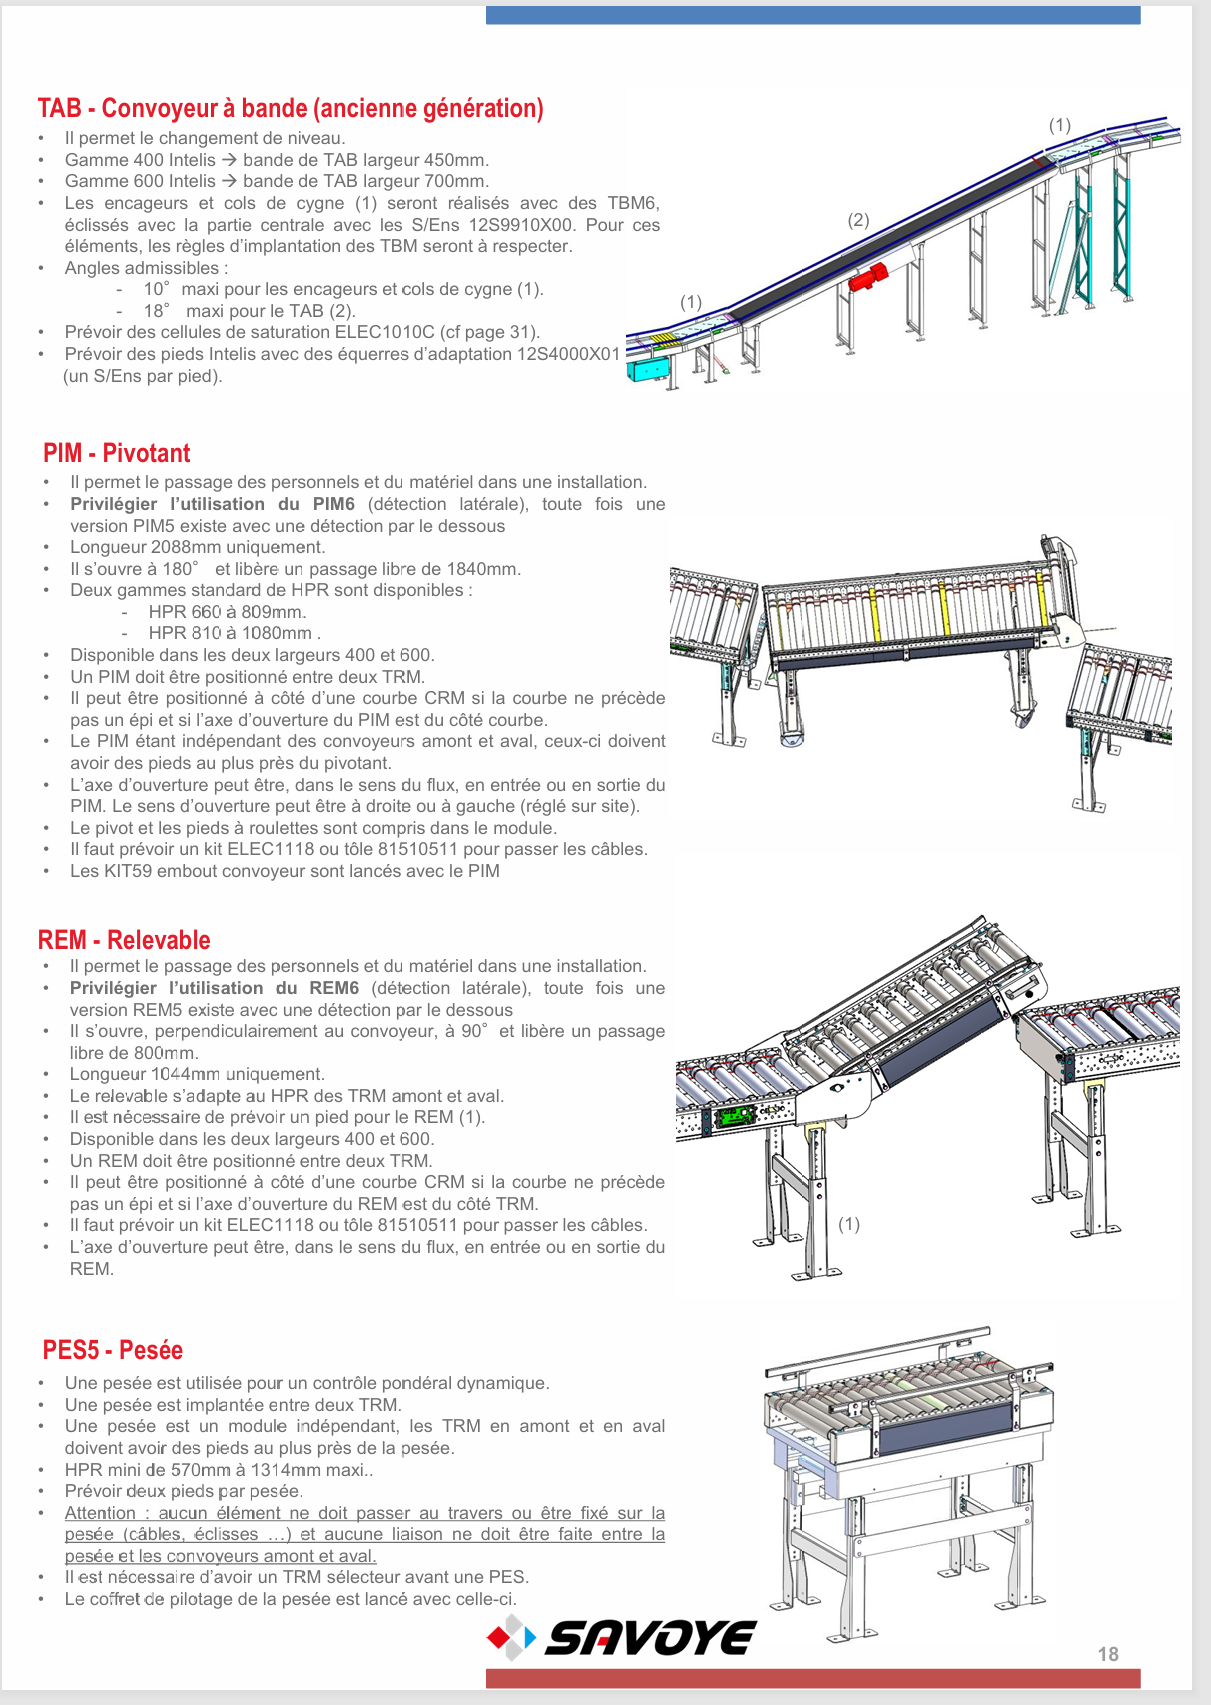 TAB - Convoyeur à bande (ancienne génération)
• Il permet le changement de niveau.
• Gamme 400 Intelis → bande de TAB largeur 450mm.
• Gamme 600 Intelis → bande de TAB largeur 700mm.
• Les encageurs et cols de cygne (1) seront réalisés avec des TBM6,
éclissés avec la partie centrale avec les S/Ens 12S9910X00. Pour ces
éléments, les règles d’implantation des TBM seront à respecter.
• Angles admissibles :
- 10° maxi pour les encageurs et cols de cygne (1).
- 18° maxi pour le TAB (2).
• Prévoir des cellules de saturation ELEC1010C (cf page 31).
• Prévoir des pieds Intelis avec des équerres d’adaptation 12S4000X01
(un S/Ens par pied).
(1)
(2)
(1)
PIM - Pivotant
• Il permet le passage des personnels et du matériel dans une installation.
• Privilégier l’utilisation du PIM6 (détection latérale), toute fois une
version PIM5 existe avec une détection par le dessous
• Longueur 2088mm uniquement.
• Il s’ouvre à 180° et libère un passage libre de 1840mm.
• Deux gammes standard de HPR sont disponibles :
- HPR 660 à 809mm.
- HPR 810 à 1080mm .
• Disponible dans les deux largeurs 400 et 600.
• Un PIM doit être positionné entre deux TRM.
• Il peut être positionné à côté d’une courbe CRM si la courbe ne précède
pas un épi et si l’axe d’ouverture du PIM est du côté courbe.
• Le PIM étant indépendant des convoyeurs amont et aval, ceux-ci doivent
avoir des pieds au plus près du pivotant.
• L’axe d’ouverture peut être, dans le sens du flux, en entrée ou en sortie du
PIM. Le sens d’ouverture peut être à droite ou à gauche (réglé sur site).
• Le pivot et les pieds à roulettes sont compris dans le module.
• Il faut prévoir un kit ELEC1118 ou tôle 81510511 pour passer les câbles.
• Les KIT59 embout convoyeur sont lancés avec le PIM
REM - Relevable
• Il permet le passage des personnels et du matériel dans une installation.
• Privilégier l’utilisation du REM6 (détection latérale), toute fois une
version REM5 existe avec une détection par le dessous
• Il s’ouvre, perpendiculairement au convoyeur, à 90° et libère un passage
libre de 800mm.
• Longueur 1044mm uniquement.
• Le relevable s’adapte au HPR des TRM amont et aval.
• Il est nécessaire de prévoir un pied pour le REM (1).
• Disponible dans les deux largeurs 400 et 600.
• Un REM doit être positionné entre deux TRM.
• Il peut être positionné à côté d’une courbe CRM si la courbe ne précède
pas un épi et si l’axe d’ouverture du REM est du côté TRM.
• Il faut prévoir un kit ELEC1118 ou tôle 81510511 pour passer les câbles.
• L’axe d’ouverture peut être, dans le sens du flux, en entrée ou en sortie du
REM.
(1)
PES5 - Pesée
• Une pesée est utilisée pour un contrôle pondéral dynamique.
• Une pesée est implantée entre deux TRM.
• Une pesée est un module indépendant, les TRM en amont et en aval
doivent avoir des pieds au plus près de la pesée.
• HPR mini de 570mm à 1314mm maxi..
• Prévoir deux pieds par pesée.
• Attention : aucun élément ne doit passer au travers ou être fixé sur la
pesée (câbles, éclisses …) et aucune liaison ne doit être faite entre la
pesée et les convoyeurs amont et aval.
• Il est nécessaire d’avoir un TRM sélecteur avant une PES.
• Le coffret de pilotage de la pesée est lancé avec celle-ci.
SAVOYE
18